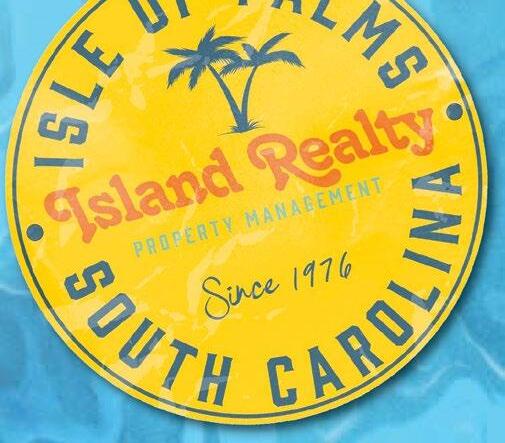 ISLE OF PALMS
Island Realty
PROPERTY MANAGEMENT
Since 1976
SOUTH CAROLINA